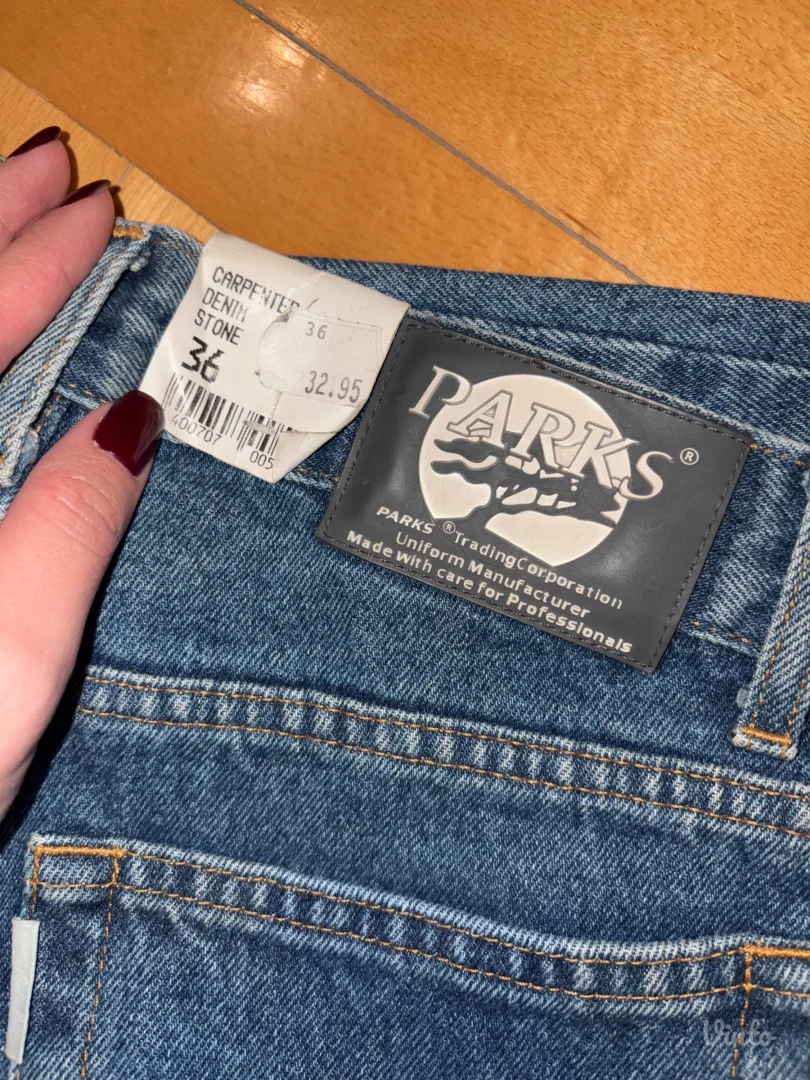 CARPENTER
DENIM
STONE
36
36
32.95
400707
005
PARKS®
PARKS ®TradingCorporation
Uniform Manufacturer
Made with care for Professionals